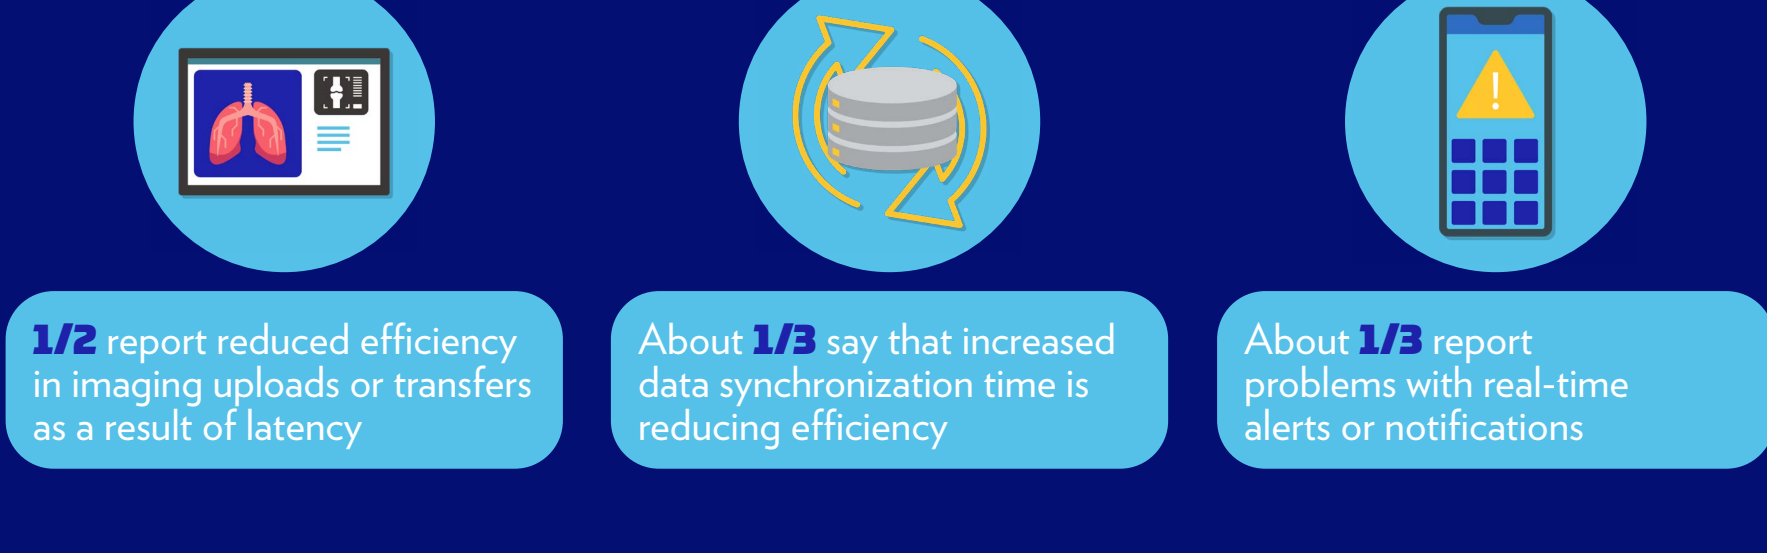 1/2 report reduced efficiency
in imaging uploads or transfers
as a result of latency
About 1/3 say that increased
data synchronization time is
reducing efficiency
About 1/3 report
problems with real-time
alerts or notifications